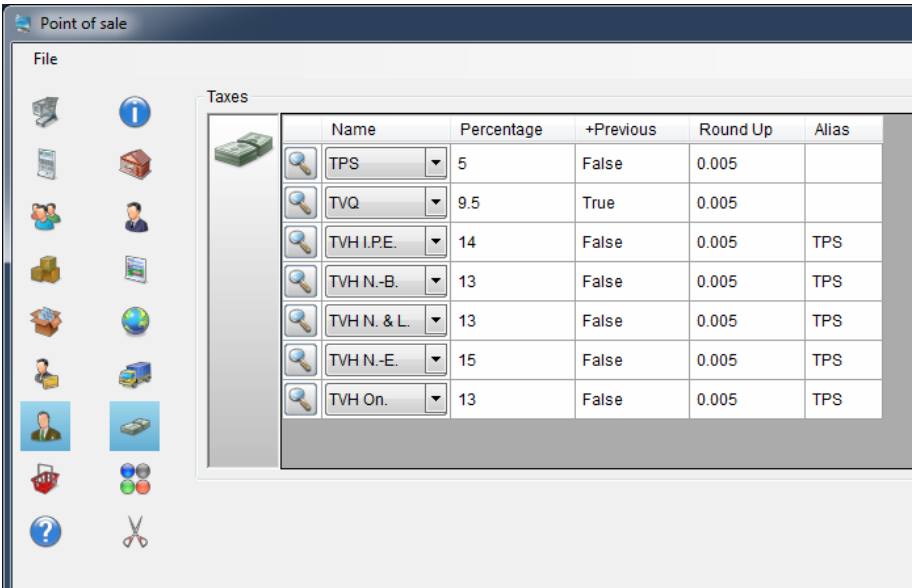 Point of sale
File
Taxes
Name Percentage +Previous Round Up Alias
TPS 5 False 0.005
TVQ 9.5 True 0.005
TVH I.P.E. 14 False 0.005 TPS
TVH N.-B. 13 False 0.005 TPS
TVH N. & L. 13 False 0.005 TPS
TVH N.-E. 15 False 0.005 TPS
TVH On. 13 False 0.005 TPS